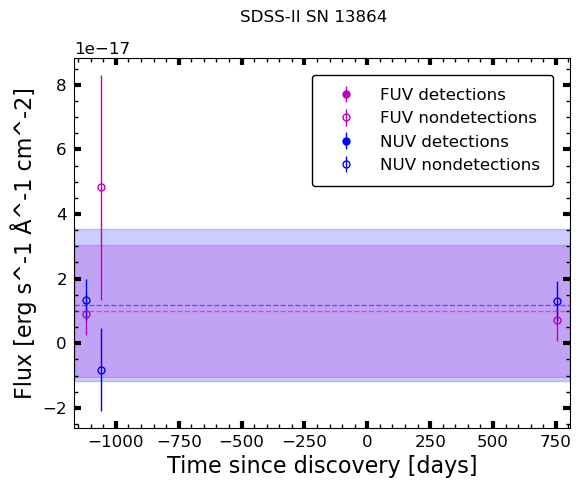 SDSS-II SN 13864
1e−17
FUV detections
FUV nondetections
NUV detections
NUV nondetections
8
6
4
2
0
−2
Flux [erg s^-1 Å^-1 cm^-2]
−1000 −750 −500 −250 0 250 500 750
Time since discovery [days]